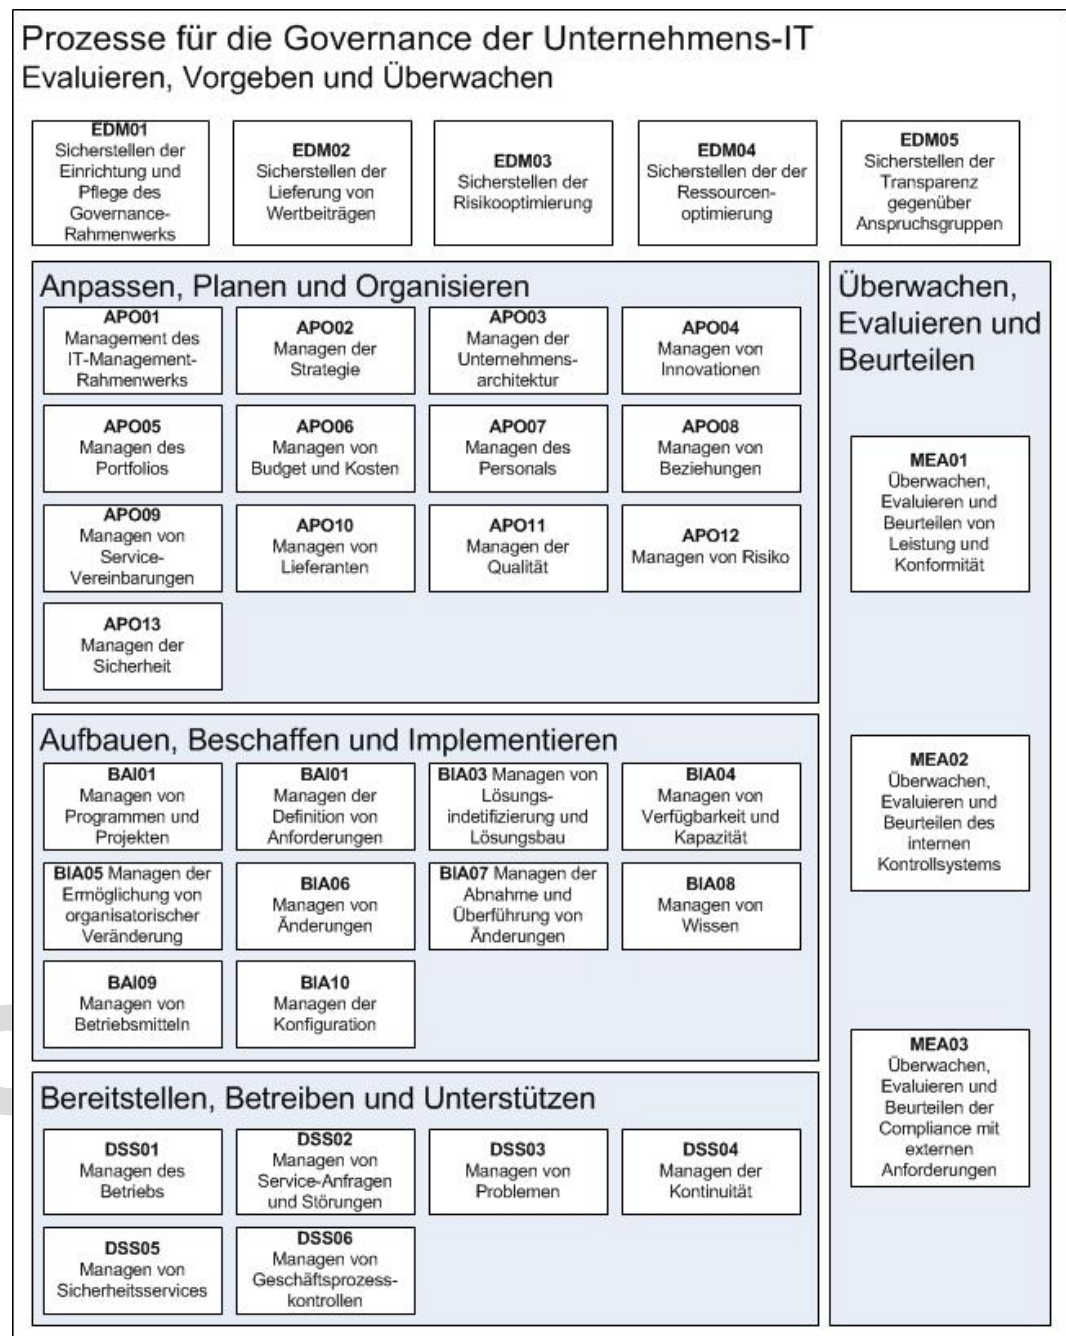 Prozesse für die Governance der Unternehmens-IT
Evaluieren, Vorgeben und Überwachen
EDM01
Sicherstellen der
Einrichtung und
Pflege des
Governance-
Rahmenwerks
EDM02
Sicherstellen der
Lieferung von
Wertbeiträgen
EDM03
Sicherstellen der
Risikooptimierung
EDM04
Sicherstellen der der
Ressourcen-
optimierung
EDM05
Sicherstellen der
Transparenz
gegenüber
Anspruchsgruppen
Anpassen, Planen und Organisieren
APO01
Management des
IT-Management-
Rahmenwerks
APO02
Managen der
Strategie
APO03
Managen der
Unternehmens-
architektur
APO04
Managen von
Innovationen
APO05
Managen des
Portfolios
APO06
Managen von
Budget und Kosten
APO07
Managen des
Personals
APO08
Managen von
Beziehungen
APO09
Managen von
Service-
Vereinbarungen
APO10
Managen von
Lieferanten
APO11
Managen der
Qualität
APO12
Managen von Risiko
APO13
Managen der
Sicherheit
Aufbauen, Beschaffen und Implementieren
BAI01
Managen von
Programmen und
Projekten
BAI01
Managen der
Definition von
Anforderungen
BIA03 Managen von
Lösungs-
indetifizierung und
Lösungsbau
BIA04
Managen von
Verfügbarkeit und
Kapazität
BIA05 Managen der
Ermöglichung von
organisatorischer
Veränderung
BIA06
Managen von
Änderungen
BIA07 Managen der
Abnahme und
Überführung von
Änderungen
BIA08
Managen von
Wissen
BAI09
Managen von
Betriebsmitteln
BIA10
Managen der
Konfiguration
Bereitstellen, Betreiben und Unterstützen
DSS01
Managen des
Betriebs
DSS02
Managen von
Service-Anfragen
und Störungen
DSS03
Managen von
Problemen
DSS04
Managen der
Kontinuität
DSS05
Managen von
Sicherheitsservices
DSS06
Managen von
Geschäftsprozess-
kontrollen
Überwachen,
Evaluieren und
Beurteilen
MEA01
Überwachen,
Evaluieren und
Beurteilen von
Leistung und
Konformität
MEA02
Überwachen,
Evaluieren und
Beurteilen des
internen
Kontrollsystems
MEA03
Überwachen,
Evaluieren und
Beurteilen der
Compliance mit
externen
Anforderungen